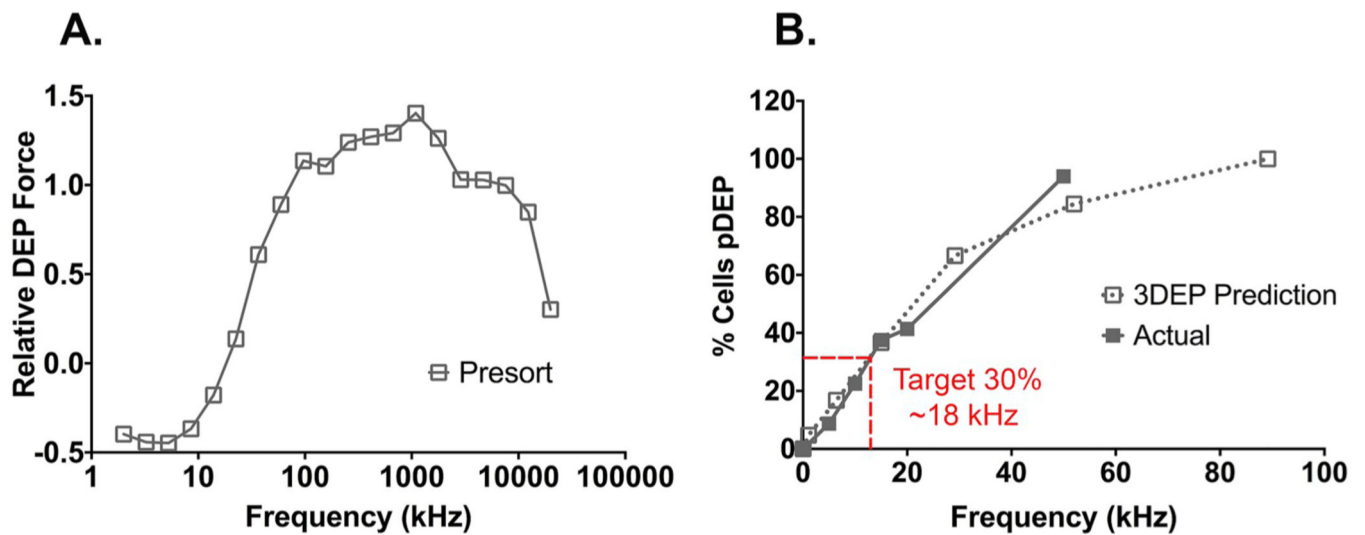 A.
B.
Relative DEP Force
1.5
1.0
0.5
0.0
-0.5
1 10 100 1000 10000 100000
Frequency (kHz)
Presort
% Cells pDEP
120
100
80
60
40
20
0
0 20 40 60 80 100
Frequency (kHz)
3DEP Prediction
Actual
Target 30%
~18 kHz